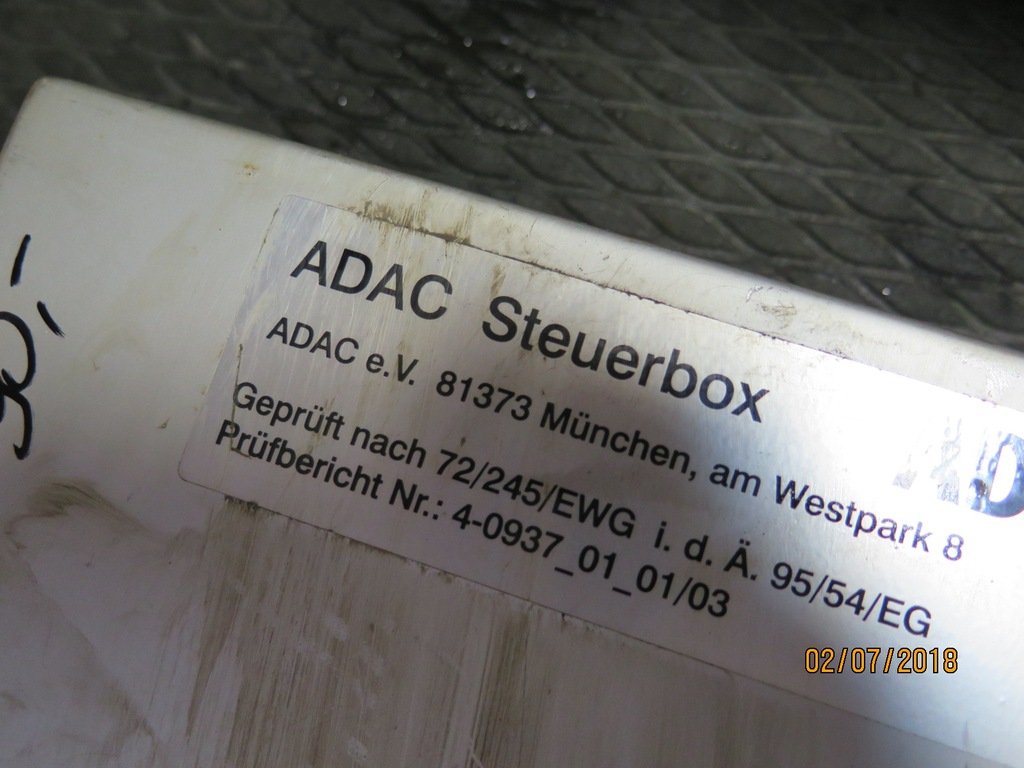 ADAC Steuerbox
ADAC e.V. 81373 München, am Westpark 8
Geprüft nach 72/245/EWG i. d. Ä. 95/54/EG
Prüfbericht Nr.: 4-0937_01_01/03
02/07/2018